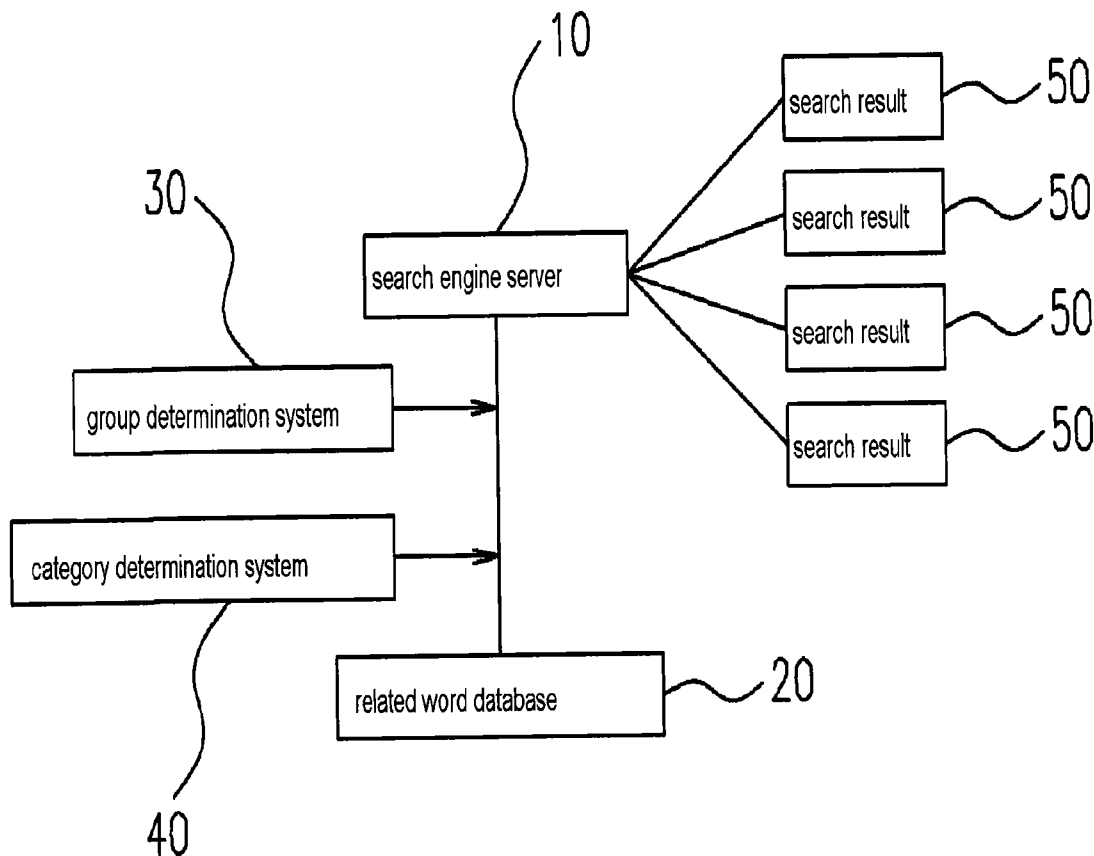 10
search result 50
30
search result 50
search engine server
search result 50
group determination system
search result 50
category determination system
related word database 20
40